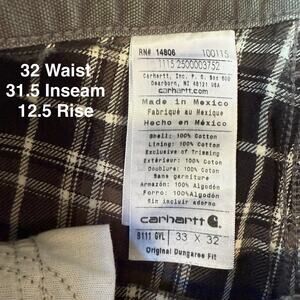 32 Waist
31.5 Inseam
12.5 Rise
RN# 14806 100115
1115 2500003752
Carhartt, Inc. P.O. Box 600
Dearborn, MI 48121 USA
carhartt.com
Made in Mexico
Fabriqué au Mexique
Hecho en México
Shell: 100% Cotton
Lining: 100% Cotton
Exclusive of Trimming
Extérieur: 100% Coton
Doublure: 100% Coton
Sans garniture
Armazón: 100% Algodón
Forro: 100% Algodón
Sin incluir adorno
carhartt
B111 GVL 33 X 32
Original Dungaree Fit